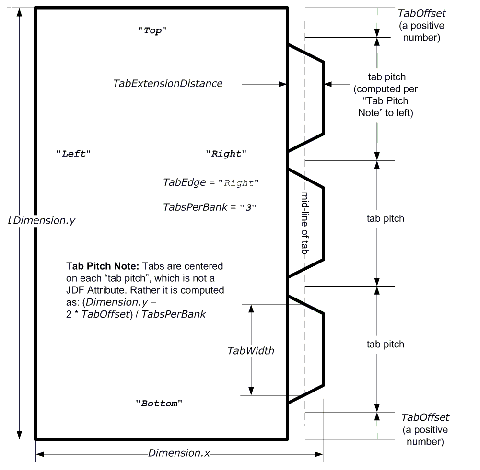 "Top"
TabOffset
(a positive
number)
TabExtensionDistance
tab pitch
(computed per
"Tab Pitch
Note" to left)
"Left"
"Right"
TabEdge = "Right"
TabsPerBank = "3"
mid-line of tab
tab pitch
1Dimension.y
Tab Pitch Note: Tabs are centered
on each "tab pitch", which is not a
JDF Attribute. Rather it is computed
as: (Dimension.y –
2 * TabOffset) / TabsPerBank
TabWidth
tab pitch
"Bottom"
TabOffset
(a positive
number)
Dimension.x